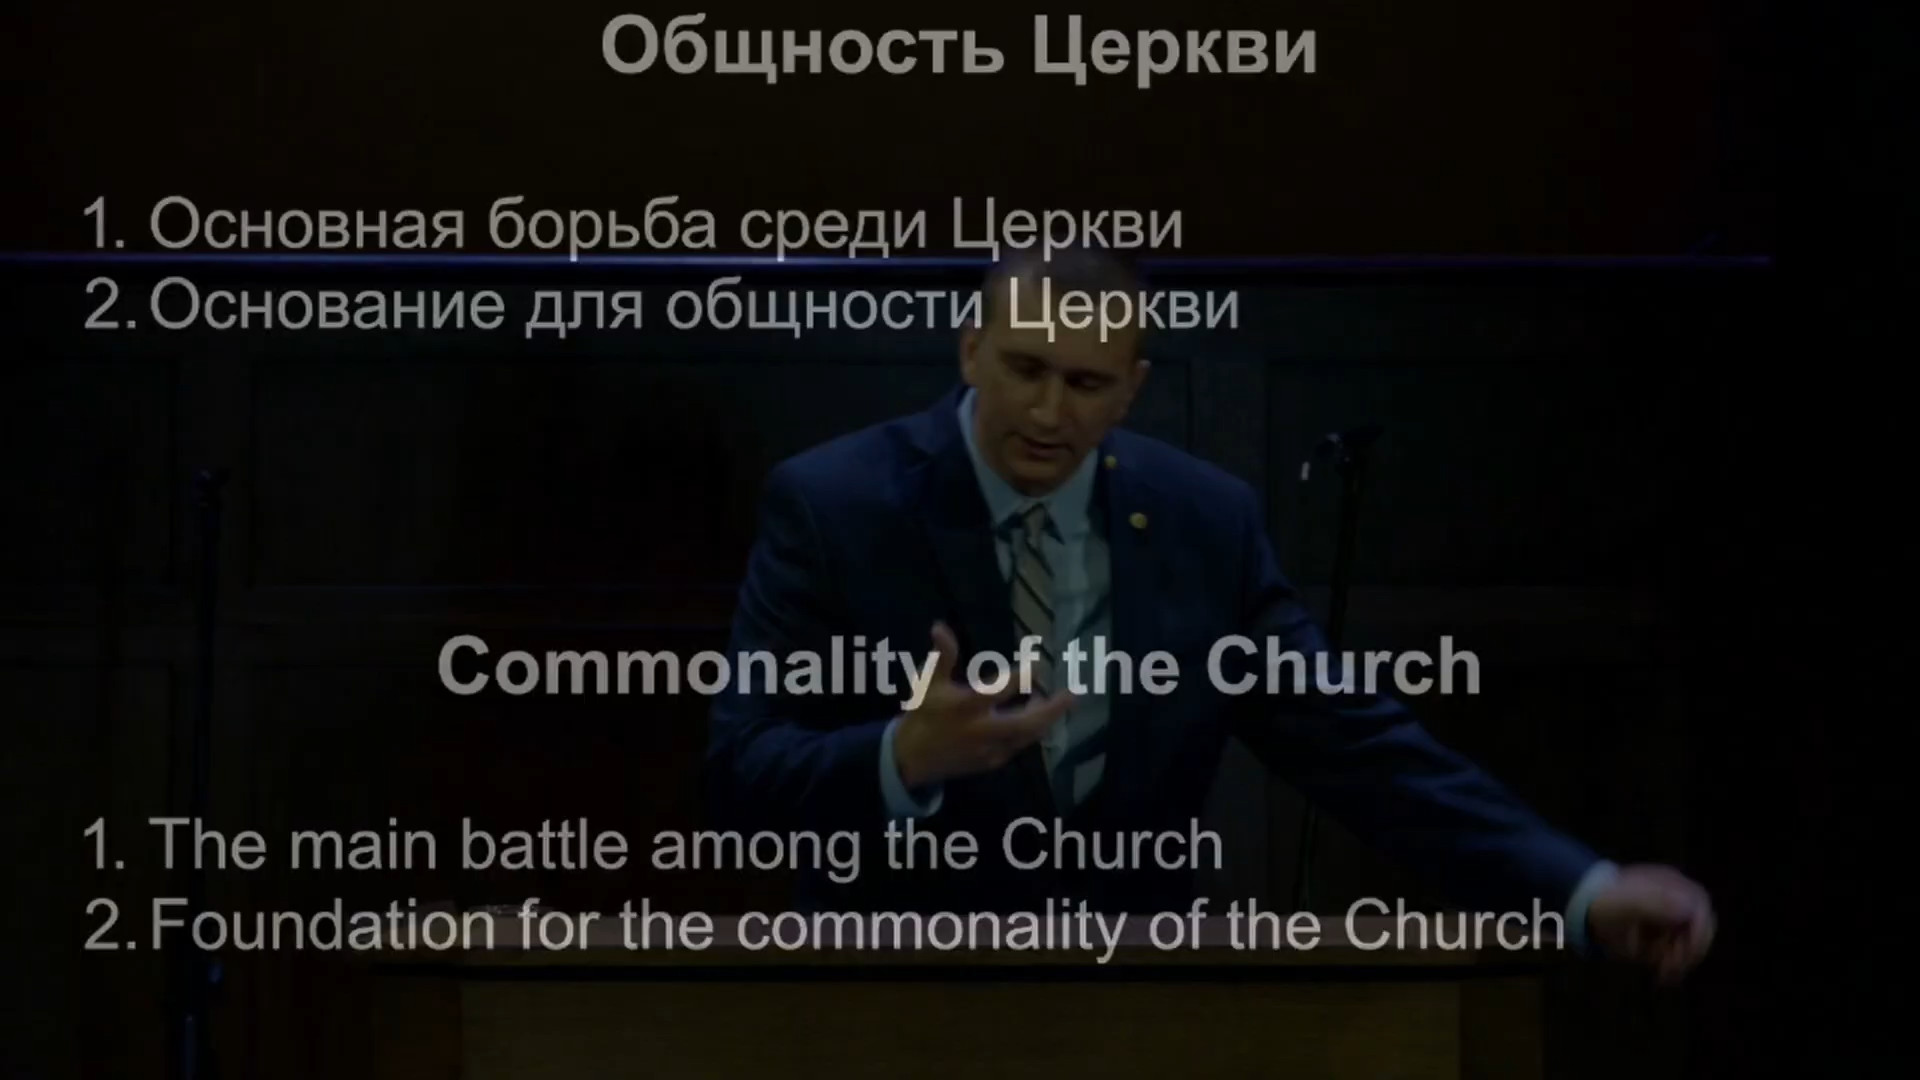 Общность Церкви
1. Основная борьба среди Церкви
2. Основание для общности Церкви
Commonality of the Church
1. The main battle among the Church
2. Foundation for the commonality of the Church